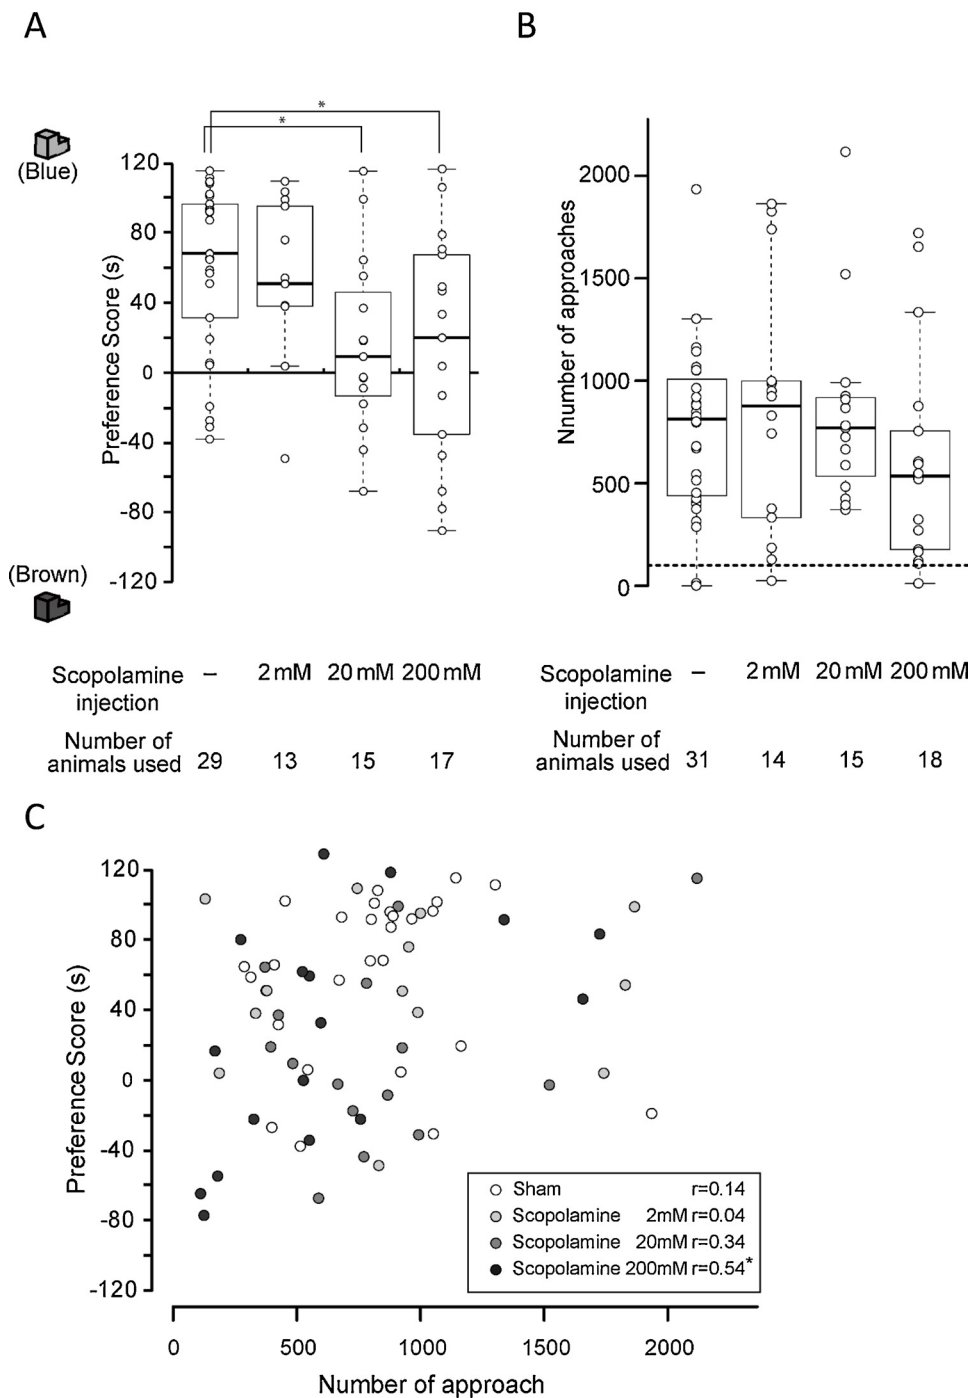 A
B
*
*
(Blue)
120
80
40
0
-40
-80
-120
Preference Score (s)
(Brown)
2000
1500
1000
500
0
Nnumber of approaches
Scopolamine injection
– 2 mM 20 mM 200 mM
Number of animals used
29 13 15 17
Scopolamine injection
– 2 mM 20 mM 200 mM
Number of animals used
31 14 15 18
C
120
80
40
0
-40
-80
-120
Preference Score (s)
Sham r=0.14
Scopolamine 2mM r=0.04
Scopolamine 20mM r=0.34
Scopolamine 200mM r=0.54*
0 500 1000 1500 2000
Number of approach